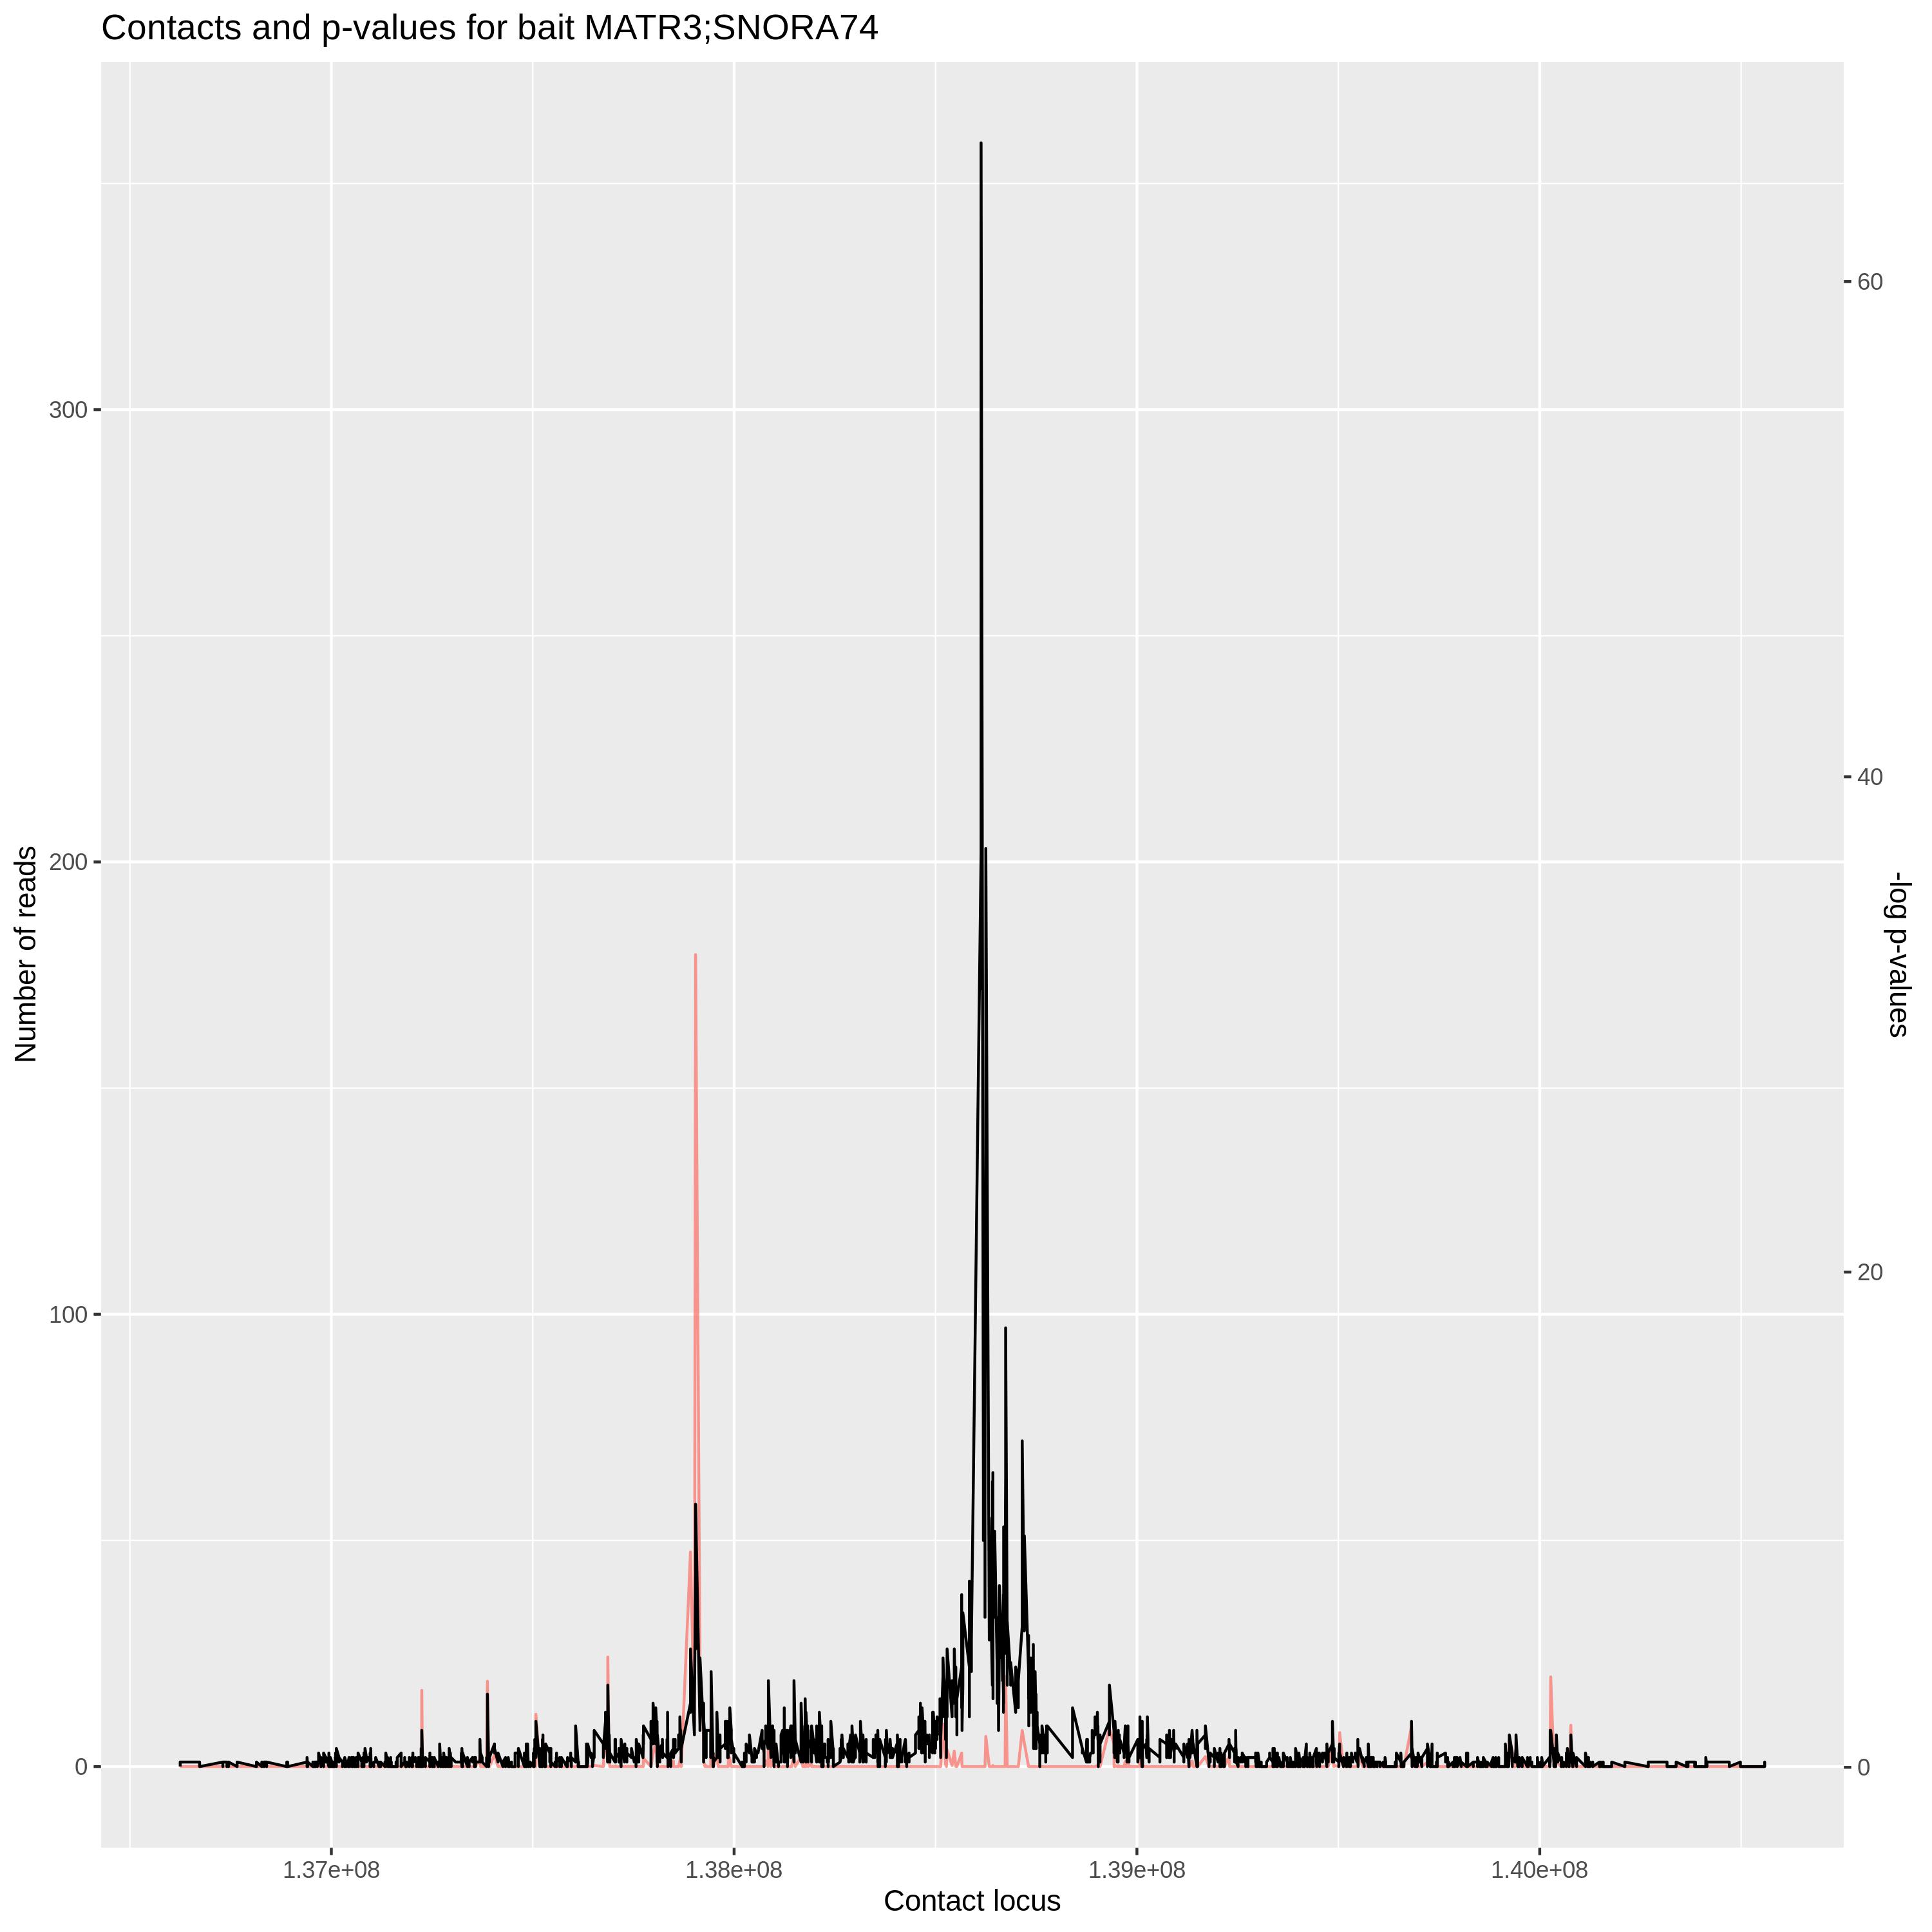 Contacts and p-values for bait MATR3;SNORA74
Number of reads
300
200
100
0
60
40
20
0
-log p-values
1.37e+08
1.38e+08
1.39e+08
1.40e+08
Contact locus